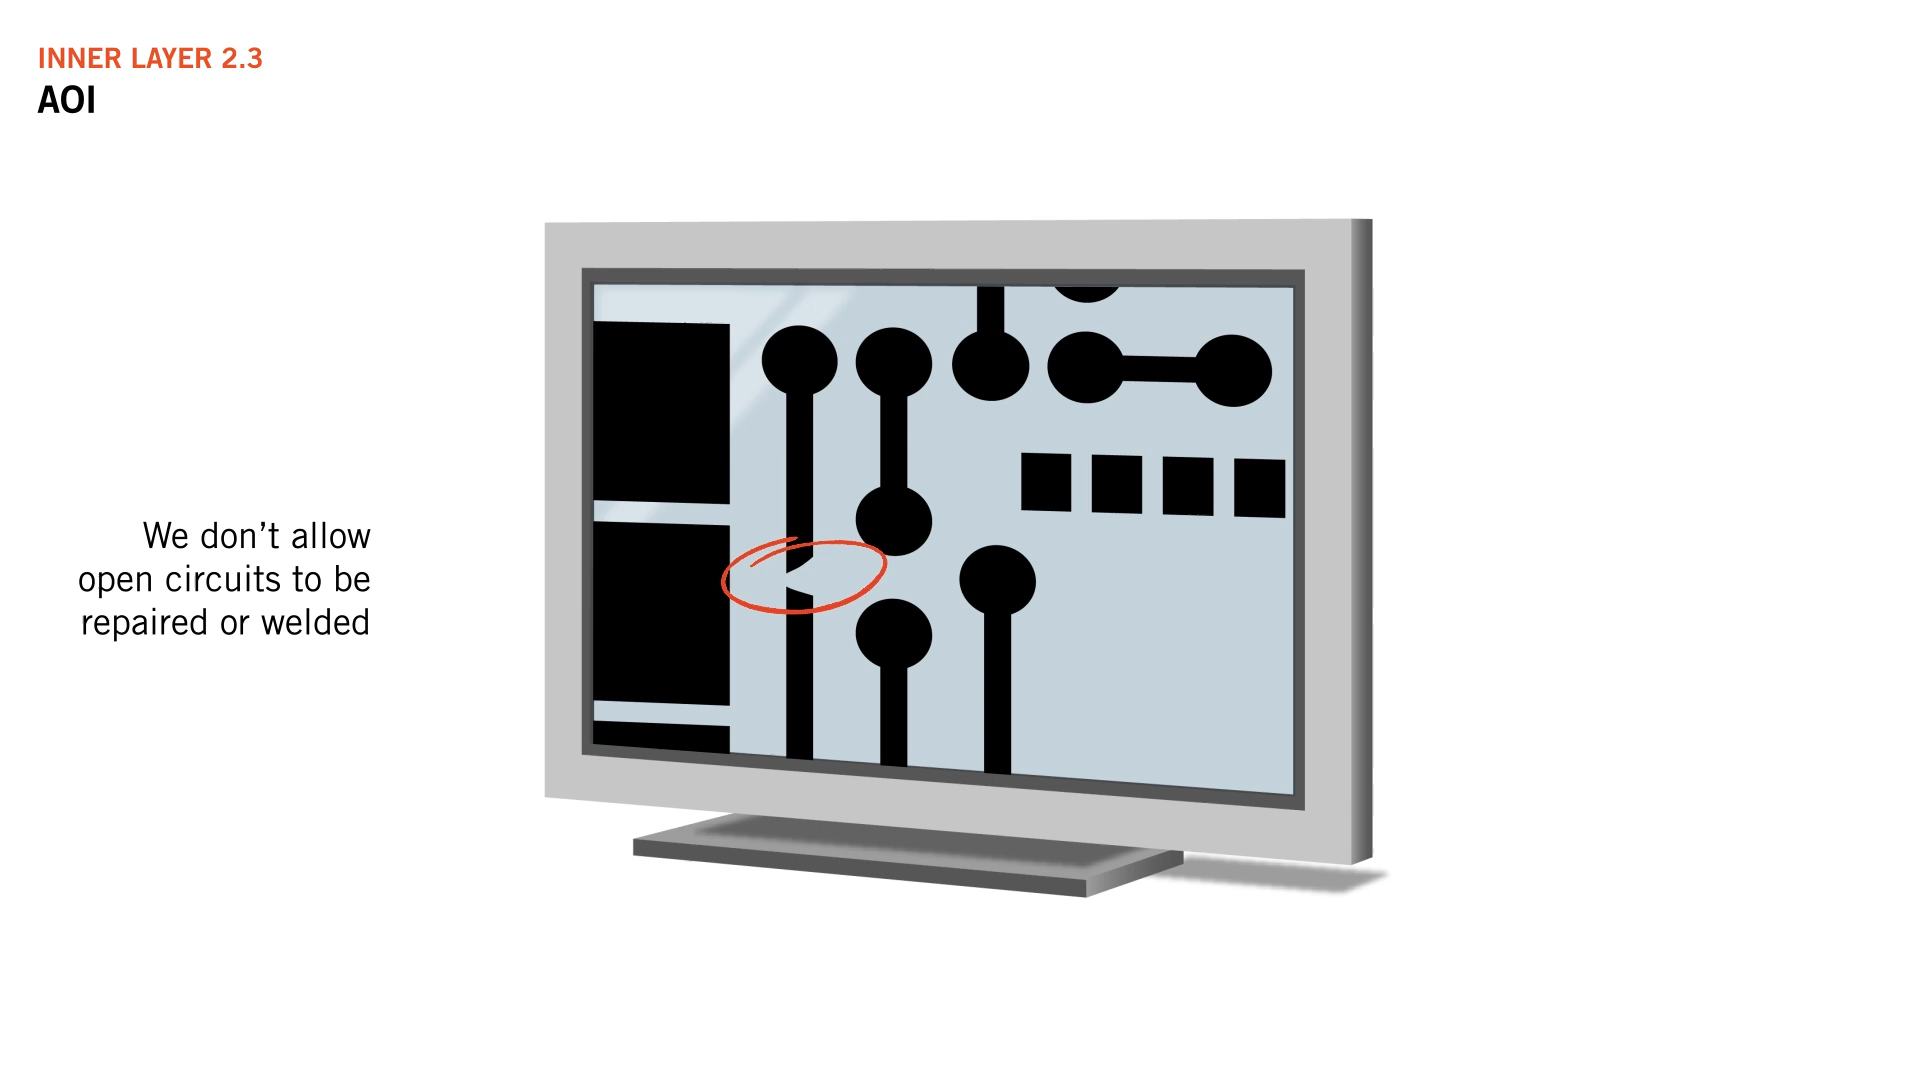 INNER LAYER 2.3
AOI
We don’t allow
open circuits to be
repaired or welded